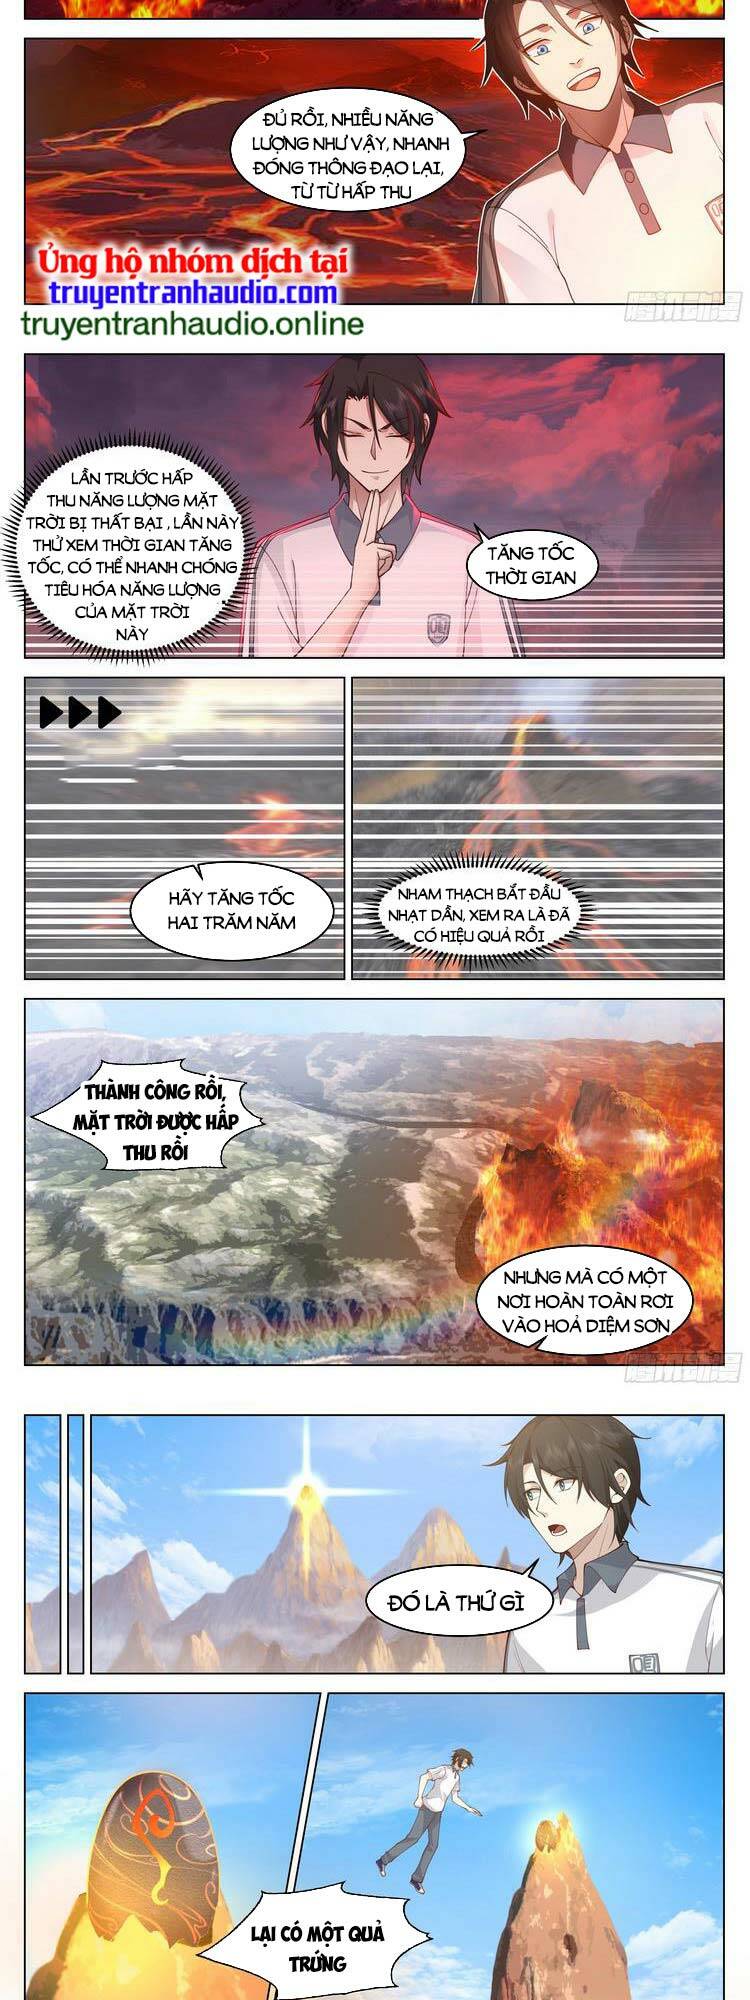 ĐỦ RỒI, NHIỀU NĂNG
LƯỢNG NHƯ VẬY, NHANH
ĐÓNG THÔNG ĐẠO LẠI,
TỪ TỪ HẤP THU
Ủng hộ nhóm dịch tại
truyentranhaudio.com
truyentranhaudio.online
LẦN TRƯỚC HẤP
THU NĂNG LƯỢNG MẶT
TRỜI BỊ THẤT BẠI , LẦN NÀY
THỬ XEM THỜI GIAN TĂNG
TỐC, CÓ THỂ NHANH CHÓNG
TIÊU HÓA NĂNG LƯỢNG
CỦA MẶT TRỜI
NÀY
TĂNG TỐC
THỜI GIAN
HÃY TĂNG TỐC
HAI TRĂM NĂM
NHAM THẠCH BẮT ĐẦU
NHẠT DẦN, XEM RA LÀ ĐÃ
CÓ HIỆU QUẢ RỒI
THÀNH CÔNG RỒI,
MẶT TRỜI ĐƯỢC HẤP
THU RỒI
NHƯNG MÀ CÓ MỘT
NƠI HOÀN TOÀN RƠI
VÀO HOẢ DIỆM SƠN
ĐÓ LÀ THỨ GÌ
LẠI CÓ MỘT QUẢ
TRỨNG